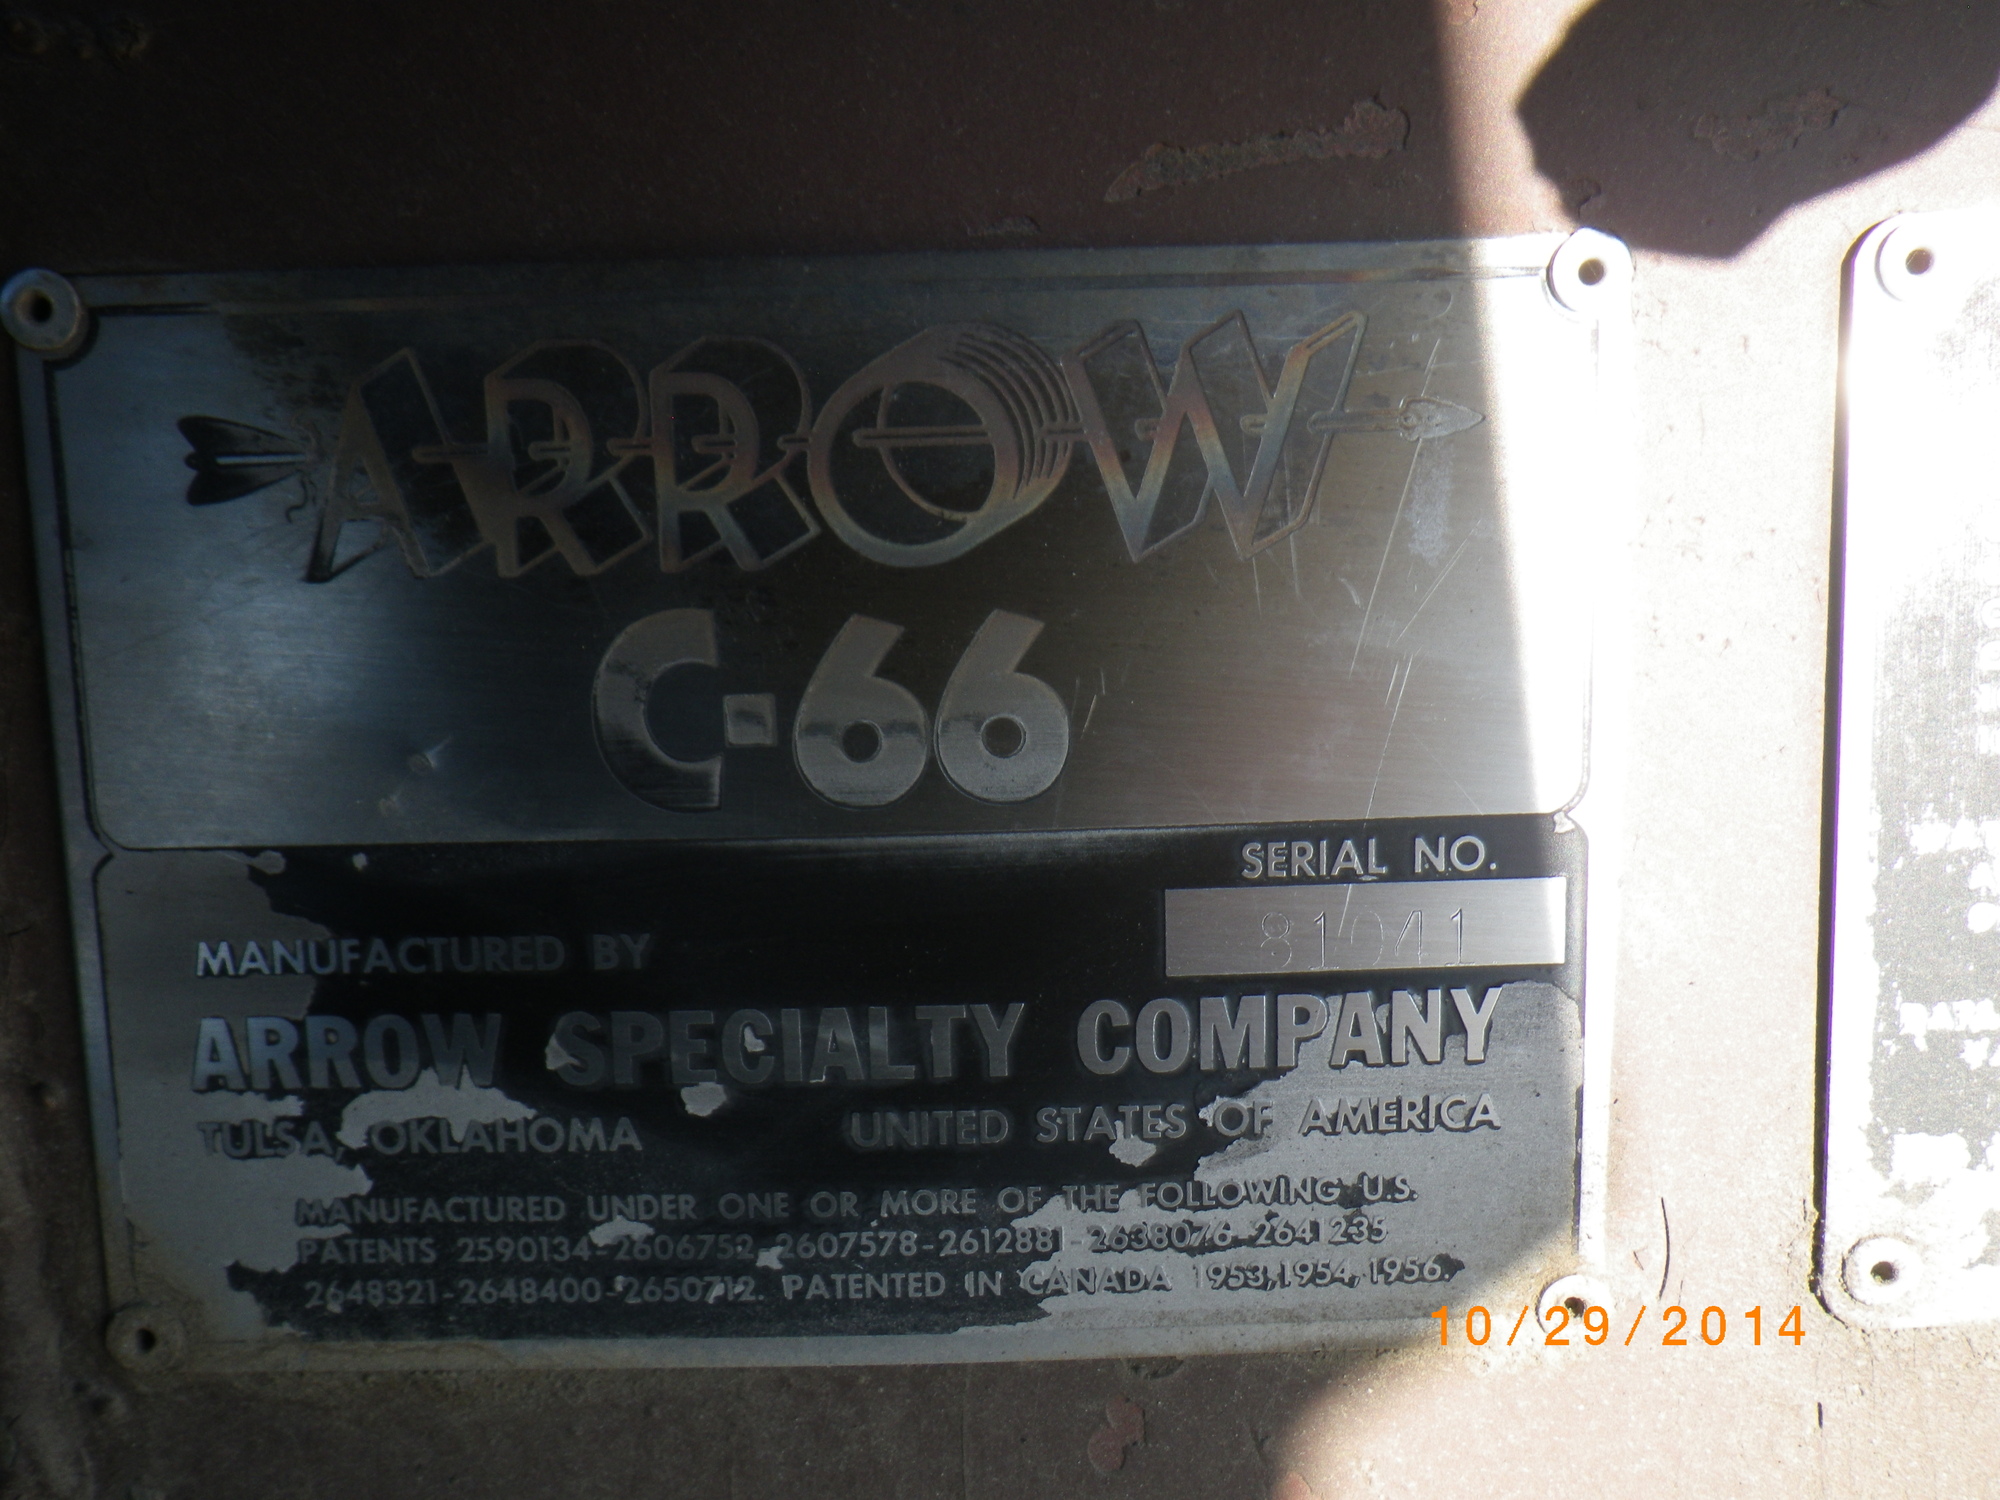 ARROW
C-66
SERIAL NO.
81041
MANUFACTURED BY
ARROW SPECIALTY COMPANY
TULSA, OKLAHOMA UNITED STATES OF AMERICA
MANUFACTURED UNDER ONE OR MORE OF THE FOLLOWING U.S.
PATENTS 2590134-2606752-2607578-2612881-2638076-2641235
2648321-2648400-2650712. PATENTED IN CANADA 1953,1954,1956.
10/29/2014